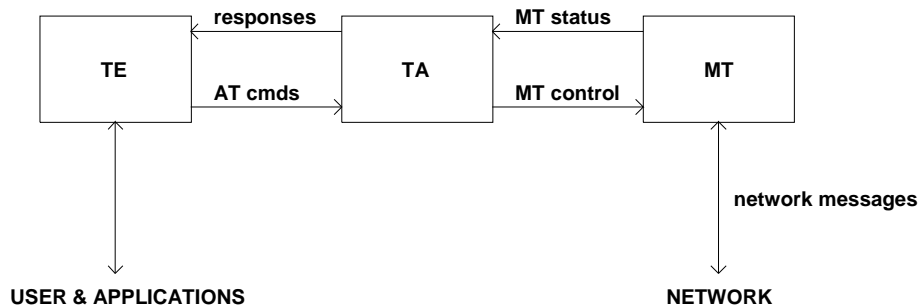 responses
MT status
TE
TA
MT
AT cmds
MT control
network messages
USER & APPLICATIONS
NETWORK